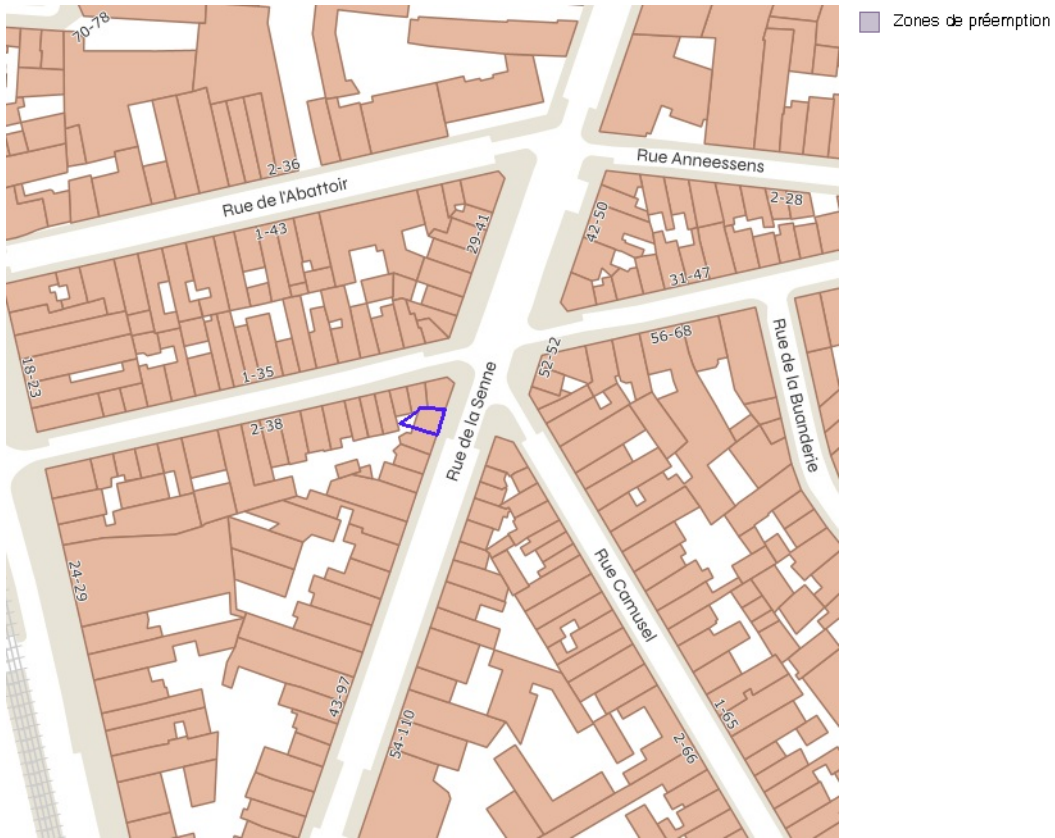 70-78
Zones de préemption
2-36
Rue Anneessens
Rue de l'Abattoir
2-28
1-43
29-41
42-50
31-47
18-23
1-35
52-52
56-68
Rue de la Buanderie
2-38
Rue de la Senne
24-29
Rue Camusel
43-97
54-110
1-65
2-66